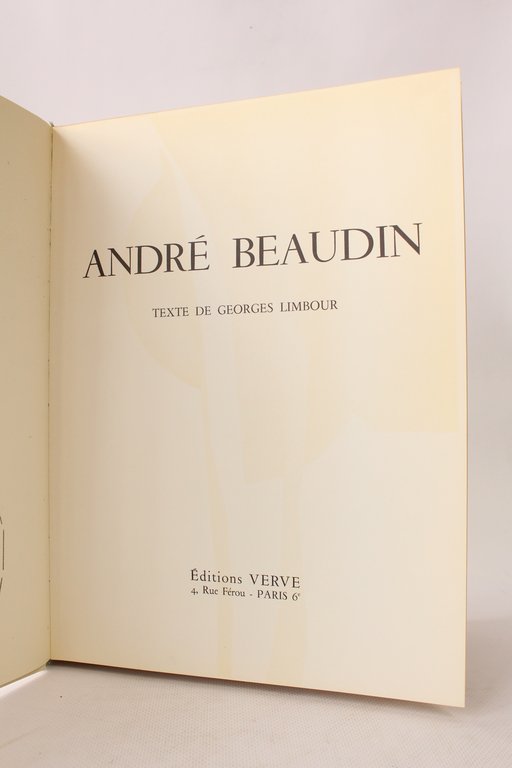 ANDRÉ BEAUDIN
TEXTE DE GEORGES LIMBOUR
Éditions VERVE
4, Rue Férou - PARIS 6ᵉ